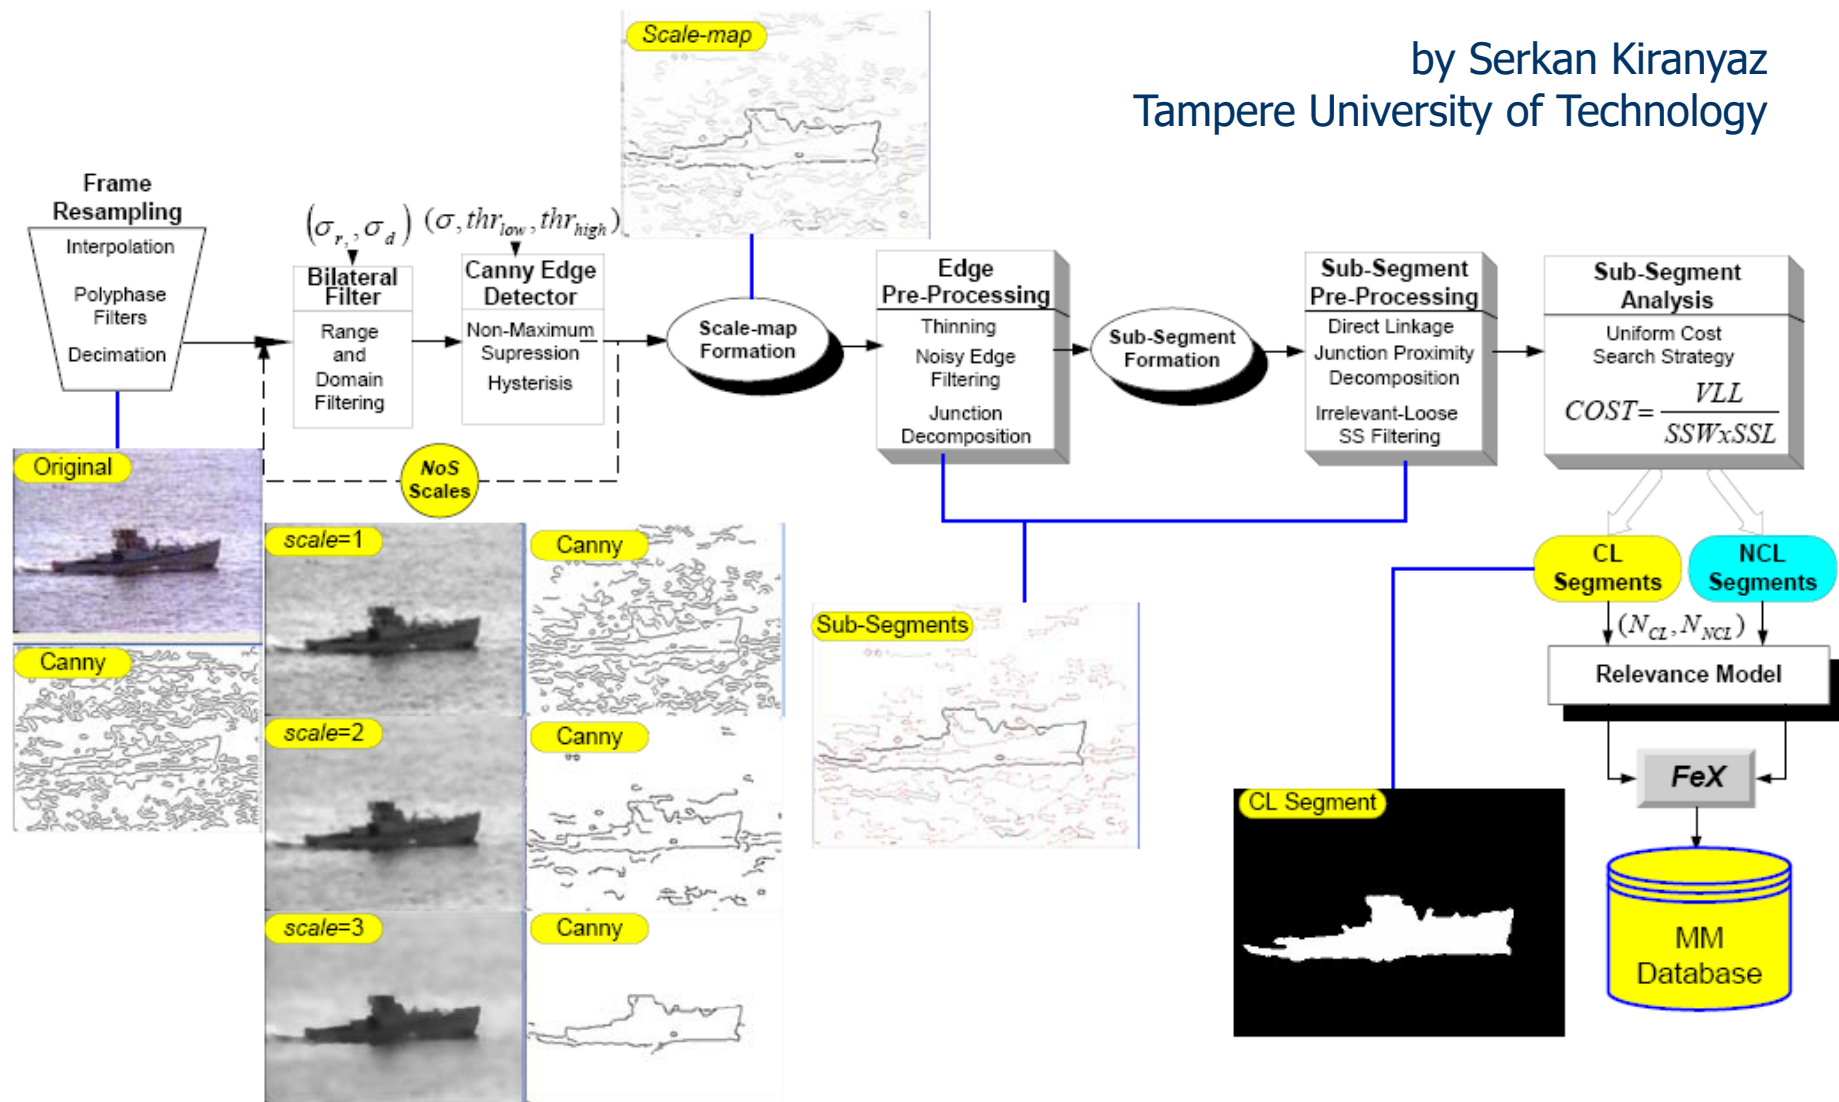 Scale-map
by Serkan Kiranyaz
Tampere University of Technology
Frame
Resampling
Interpolation
Polyphase
Filters
Decimation
(σr, , σd)
(σ, thrlow, thrhigh)
Bilateral
Filter
Range
and
Domain
Filtering
Canny Edge
Detector
Non-Maximum
Supression
Hysterisis
NoS
Scales
Scale-map
Formation
Edge
Pre-Processing
Thinning
Noisy Edge
Filtering
Junction
Decomposition
Sub-Segment
Formation
Sub-Segment
Pre-Processing
Direct Linkage
Junction Proximity
Decomposition
Irrelevant-Loose
SS Filtering
Sub-Segment
Analysis
Uniform Cost
Search Strategy
COST= VLL
SSWxSSL
Original
Canny
scale=1
Canny
scale=2
Canny
scale=3
Canny
Sub-Segments
CL
Segments
NCL
Segments
(NCL, NNCL)
Relevance Model
FeX
CL Segment
MM
Database